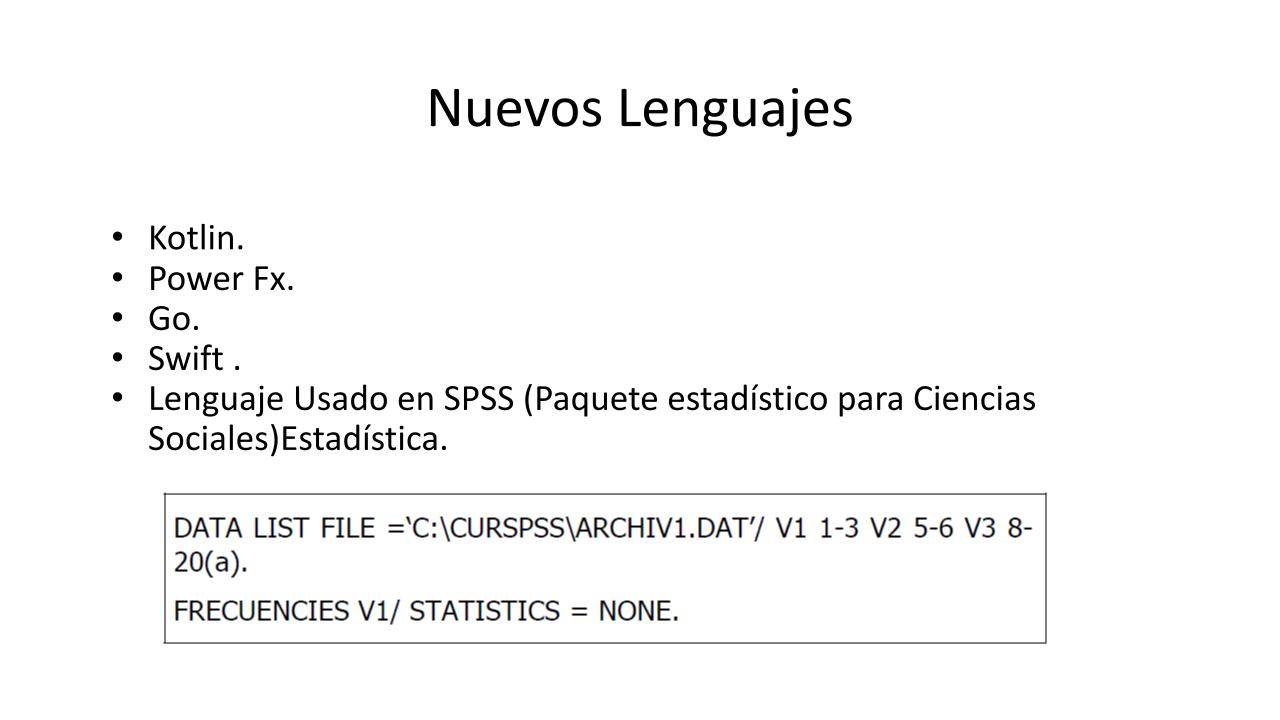 Nuevos Lenguajes
• Kotlin.
• Power Fx.
• Go.
• Swift .
• Lenguaje Usado en SPSS (Paquete estadístico para Ciencias
Sociales)Estadística.
DATA LIST FILE =‘C:\CURSPSS\ARCHIV1.DAT’/ V1 1-3 V2 5-6 V3 8-
20(a).
FRECUENCIES V1/ STATISTICS = NONE.